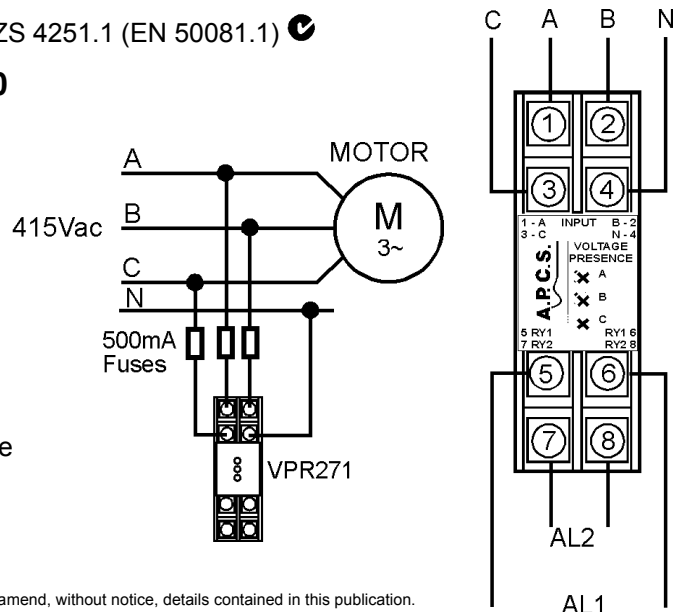 ZS 4251.1 (EN 50081.1)
0
415Vac
A
B
C
N
MOTOR
M
3~
500mA
Fuses
VPR271
e
amend, without notice, details contained in this publication.
C A B N
1 2
3 4
1 - A INPUT B - 2
3 - C N - 4
A.P.C.S.
VOLTAGE
PRESENCE
A
B
C
5 RY1 RY1 6
7 RY2 RY2 8
5 6
7 8
AL2
AL1